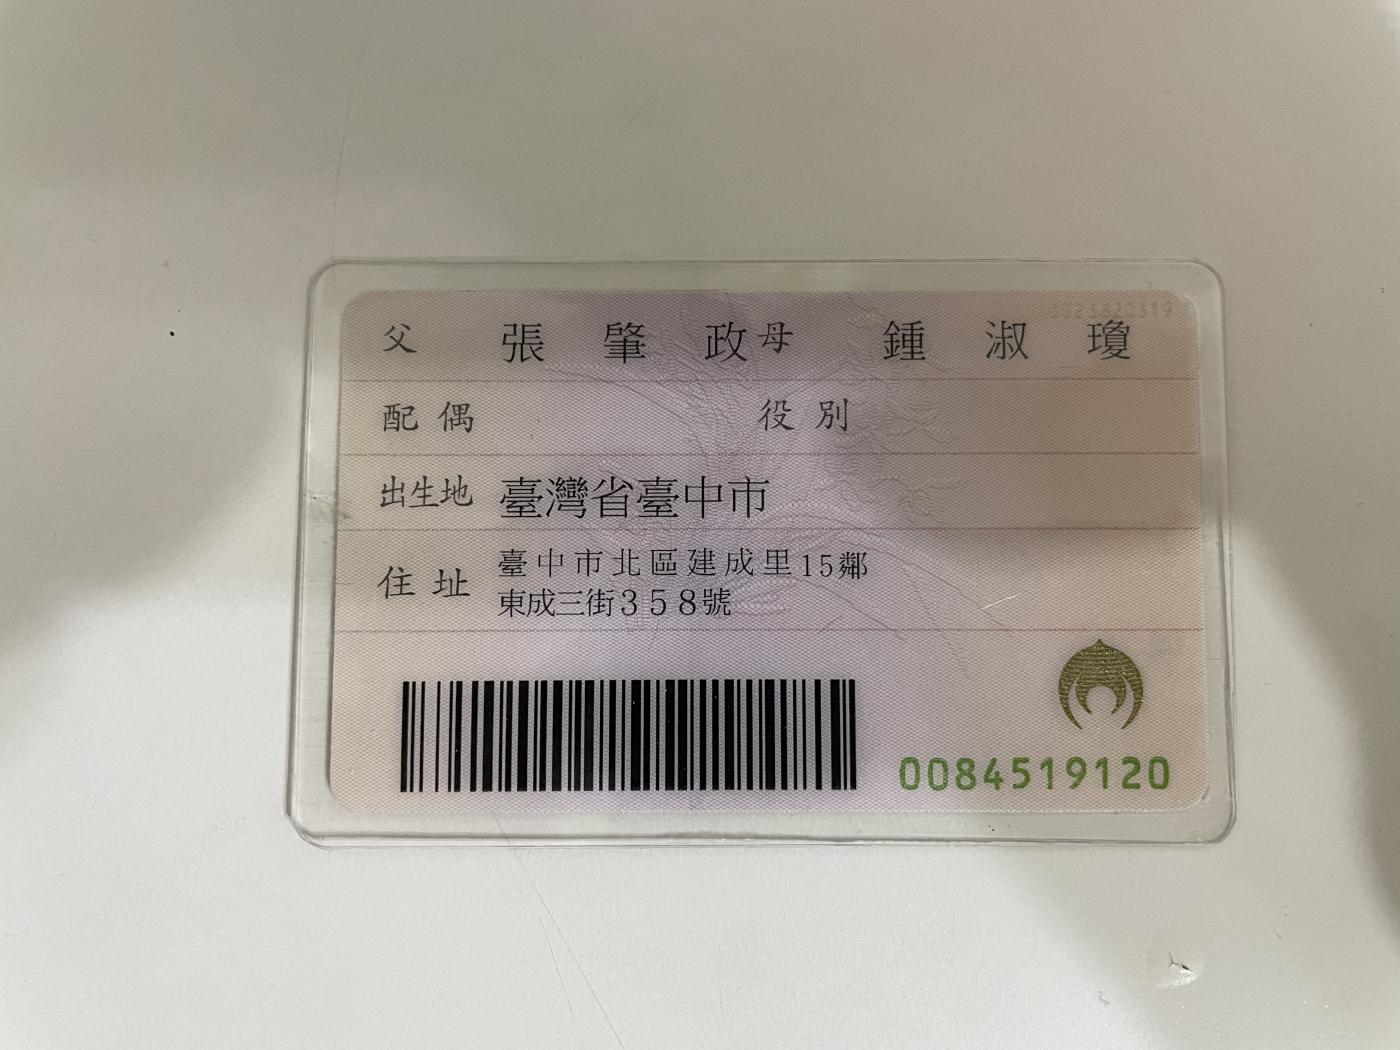 父 張肇政 母 鍾淑瓊
配偶 役別
出生地 臺灣省臺中市
住址 臺中市北區建成里15鄰
東成三街358號
0084519120